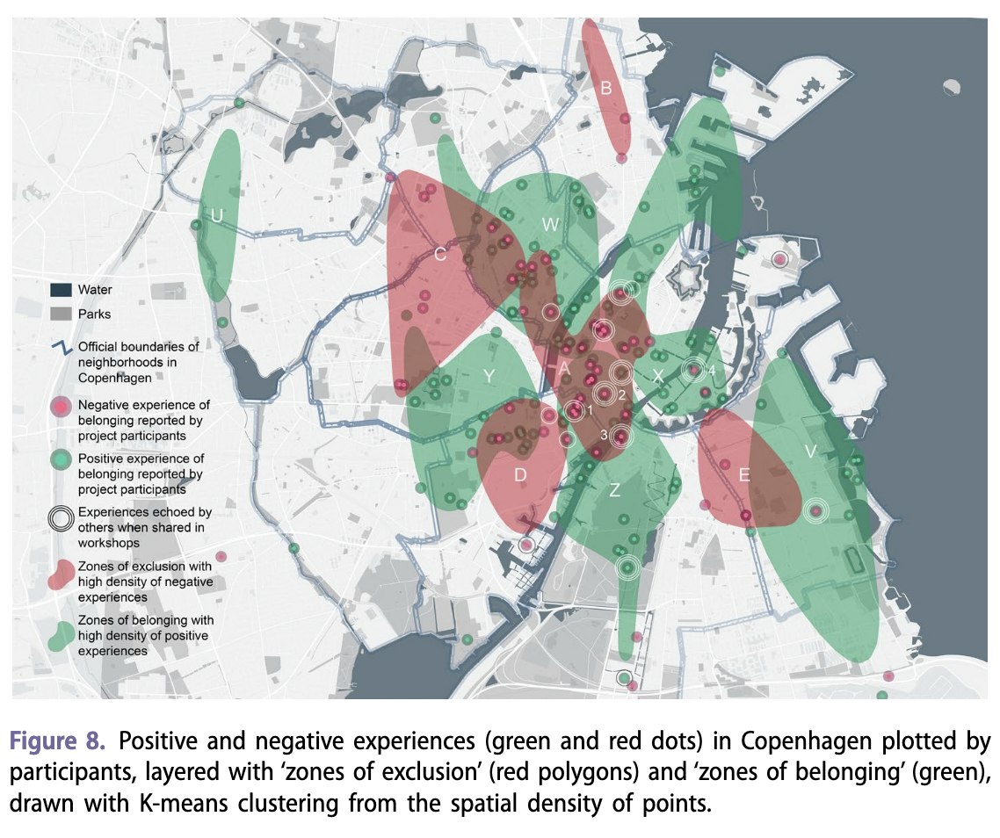 B
U
W
C
Water
Parks
Official boundaries of
neighborhoods in
Copenhagen
Negative experience of
belonging reported by
project participants
Positive experience of
belonging reported by
project participants
Experiences echoed by
others when shared in
workshops
Zones of exclusion with
high density of negative
experiences
Zones of belonging with
high density of positive
experiences
Y
A
X
4
2
1
3
D
Z
E
V
Figure 8. Positive and negative experiences (green and red dots) in Copenhagen plotted by
participants, layered with ‘zones of exclusion’ (red polygons) and ‘zones of belonging’ (green),
drawn with K-means clustering from the spatial density of points.